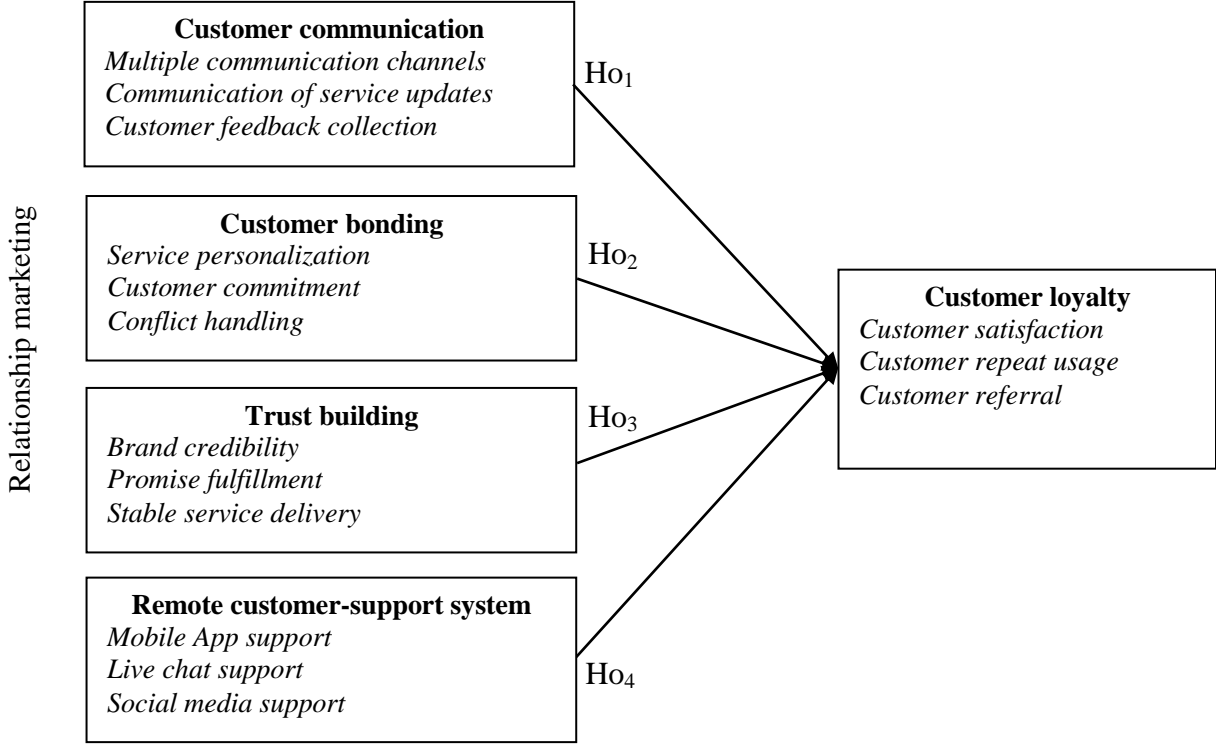 Relationship marketing
Customer communication
Multiple communication channels
Communication of service updates
Customer feedback collection
Ho₁
Customer bonding
Service personalization
Customer commitment
Conflict handling
Ho₂
Trust building
Brand credibility
Promise fulfillment
Stable service delivery
Ho₃
Remote customer-support system
Mobile App support
Live chat support
Social media support
Ho₄
Customer loyalty
Customer satisfaction
Customer repeat usage
Customer referral